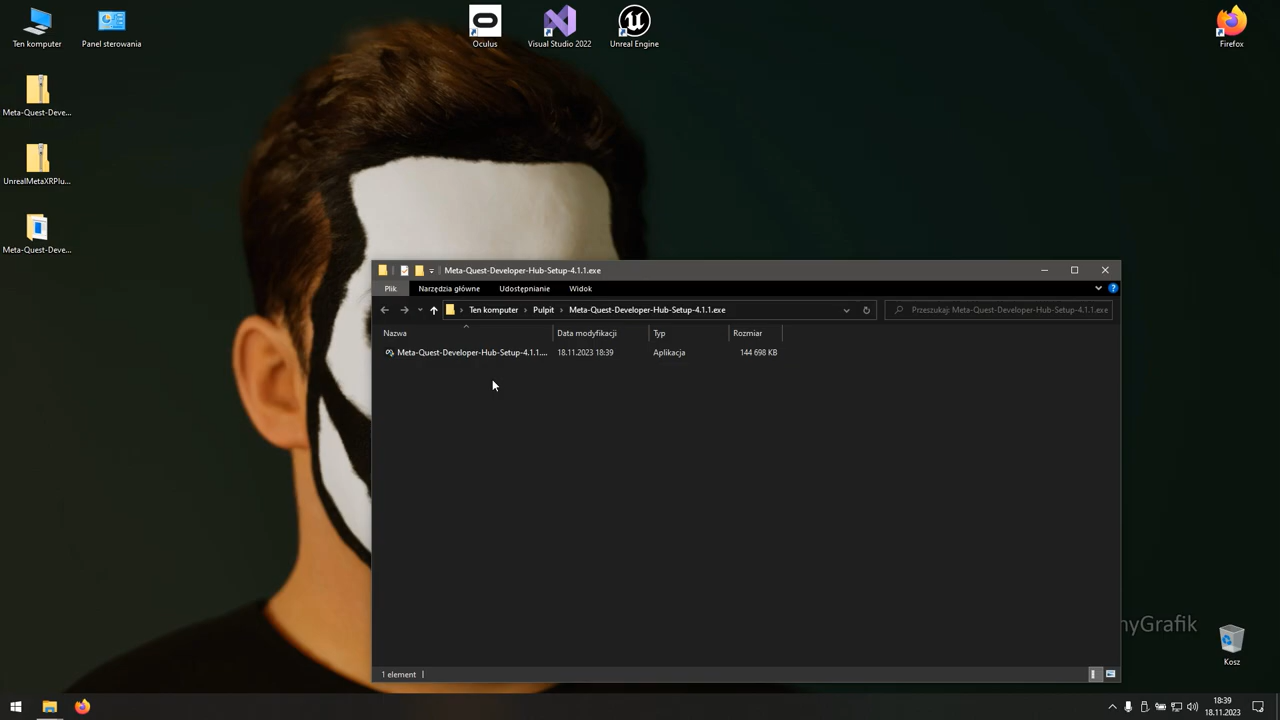 Ten komputer
Panel sterowania
Oculus
Visual Studio 2022
Unreal Engine
Firefox
Meta-Quest-Deve...
UnrealMetaXRPlu...
Meta-Quest-Deve...
Meta-Quest-Developer-Hub-Setup-4.1.1.exe
Plik Narzędzia główne Udostępnianie Widok
Ten komputer Pulpit Meta-Quest-Developer-Hub-Setup-4.1.1.exe
Przeszukaj: Meta-Quest-Developer-Hub-Setup-4.1.1.exe
Nazwa Data modyfikacji Typ Rozmiar
Meta-Quest-Developer-Hub-Setup-4.1.1.... 18.11.2023 18:39 Aplikacja 144 698 KB
1 element
nyGrafik
Kosz
18:39
18.11.2023